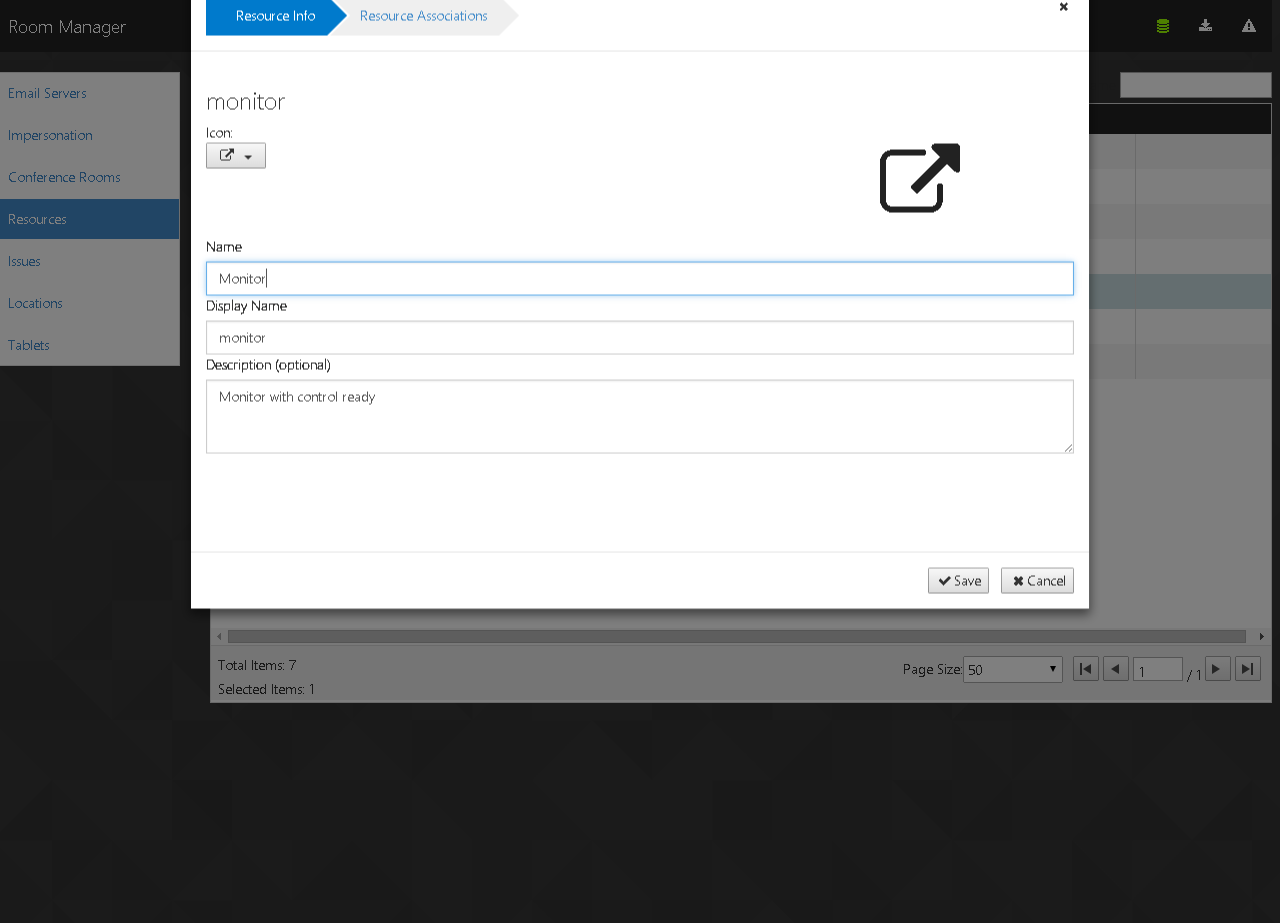 Room Manager
Resource Info
Resource Associations
Email Servers
Impersonation
Conference Rooms
Resources
Issues
Locations
Tablets
monitor
Icon:
Name
Monitor
Display Name
monitor
Description (optional)
Monitor with control ready
Save
Cancel
Total Items: 7
Selected Items: 1
Page Size: 50
1 / 1